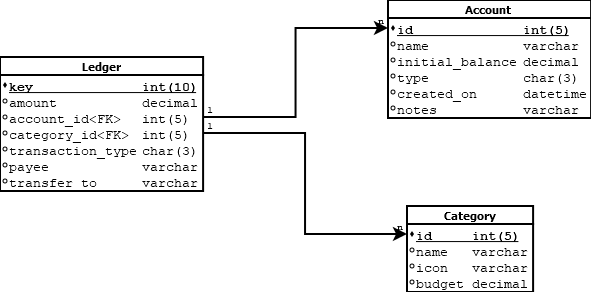 Account
id int(5)
name varchar
initial_balance decimal
type char(3)
created_on datetime
notes varchar
n
Ledger
key int(10)
amount decimal
account_id<FK> int(5)
category_id<FK> int(5)
transaction_type char(3)
payee varchar
transfer_to varchar
1
1
n
Category
id int(5)
name varchar
icon varchar
budget decimal